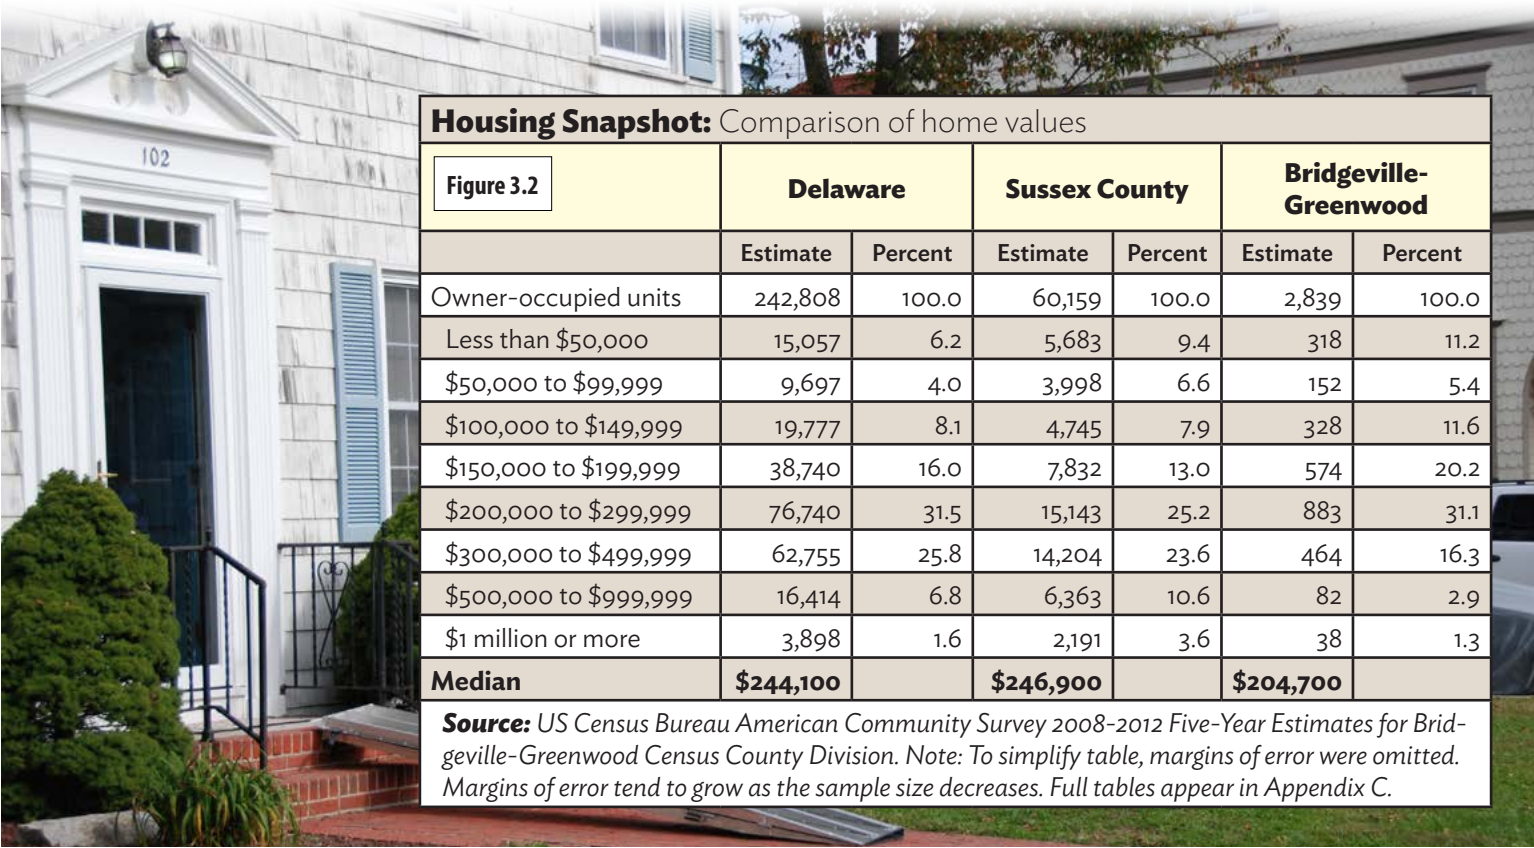 102
Housing Snapshot: Comparison of home values
Figure 3.2 Delaware Sussex County Bridgeville-
Greenwood
Estimate Percent Estimate Percent Estimate Percent
Owner-occupied units 242,808 100.0 60,159 100.0 2,839 100.0
Less than $50,000 15,057 6.2 5,683 9.4 318 11.2
$50,000 to $99,999 9,697 4.0 3,998 6.6 152 5.4
$100,000 to $149,999 19,777 8.1 4,745 7.9 328 11.6
$150,000 to $199,999 38,740 16.0 7,832 13.0 574 20.2
$200,000 to $299,999 76,740 31.5 15,143 25.2 883 31.1
$300,000 to $499,999 62,755 25.8 14,204 23.6 464 16.3
$500,000 to $999,999 16,414 6.8 6,363 10.6 82 2.9
$1 million or more 3,898 1.6 2,191 3.6 38 1.3
Median $244,100 $246,900 $204,700
Source: US Census Bureau American Community Survey 2008-2012 Five-Year Estimates for Brid-
geville-Greenwood Census County Division. Note: To simplify table, margins of error were omitted.
Margins of error tend to grow as the sample size decreases. Full tables appear in Appendix C.